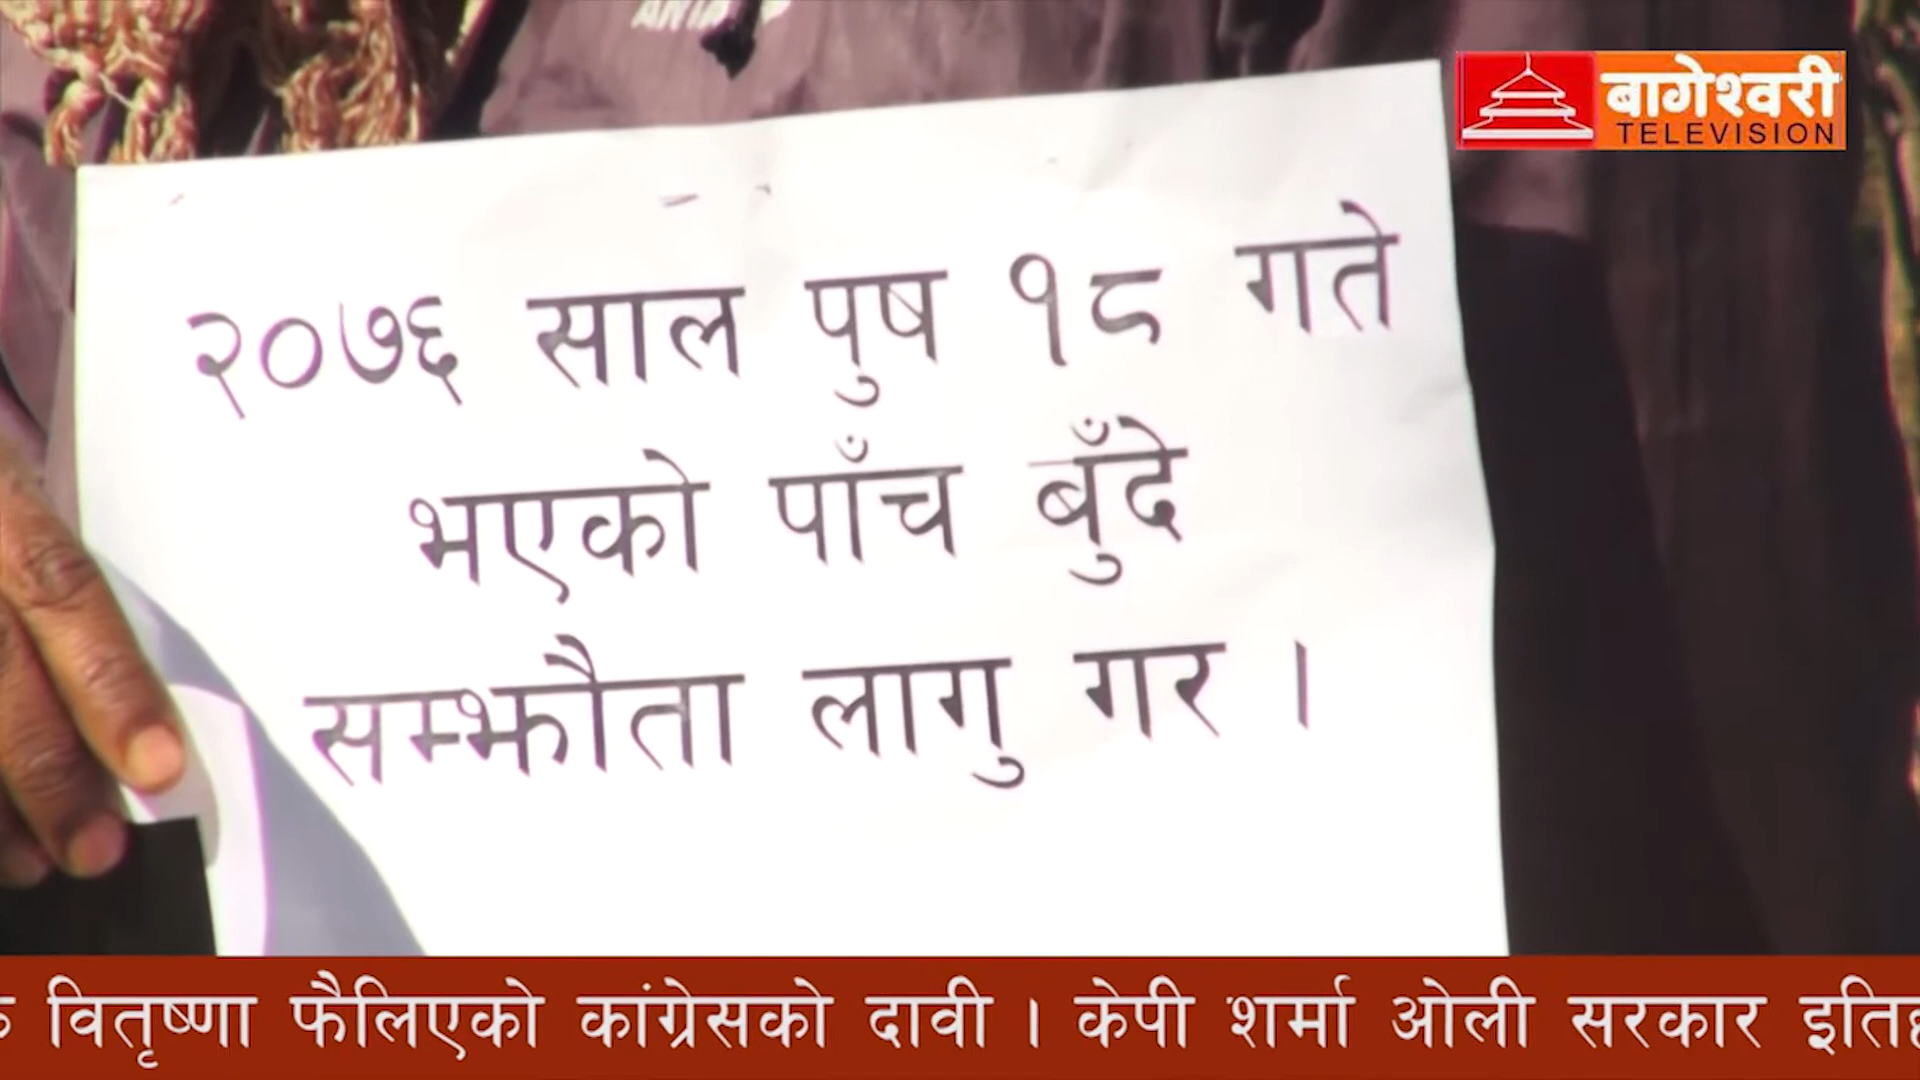 बागेश्वरी
TELEVISION
२०७६ साल पुष १८ गते
भएको पाँच बुँदे
सम्झौता लागु गर ।
वितृष्णा फैलिएको कांग्रेसको दावी । केपी शर्मा ओली सरकार